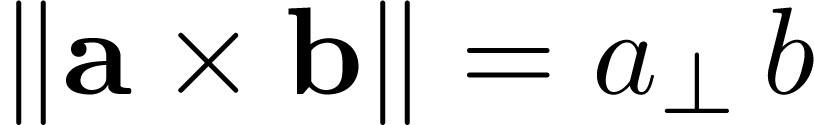 ‖𝐚 × 𝐛‖ = a⊥ b